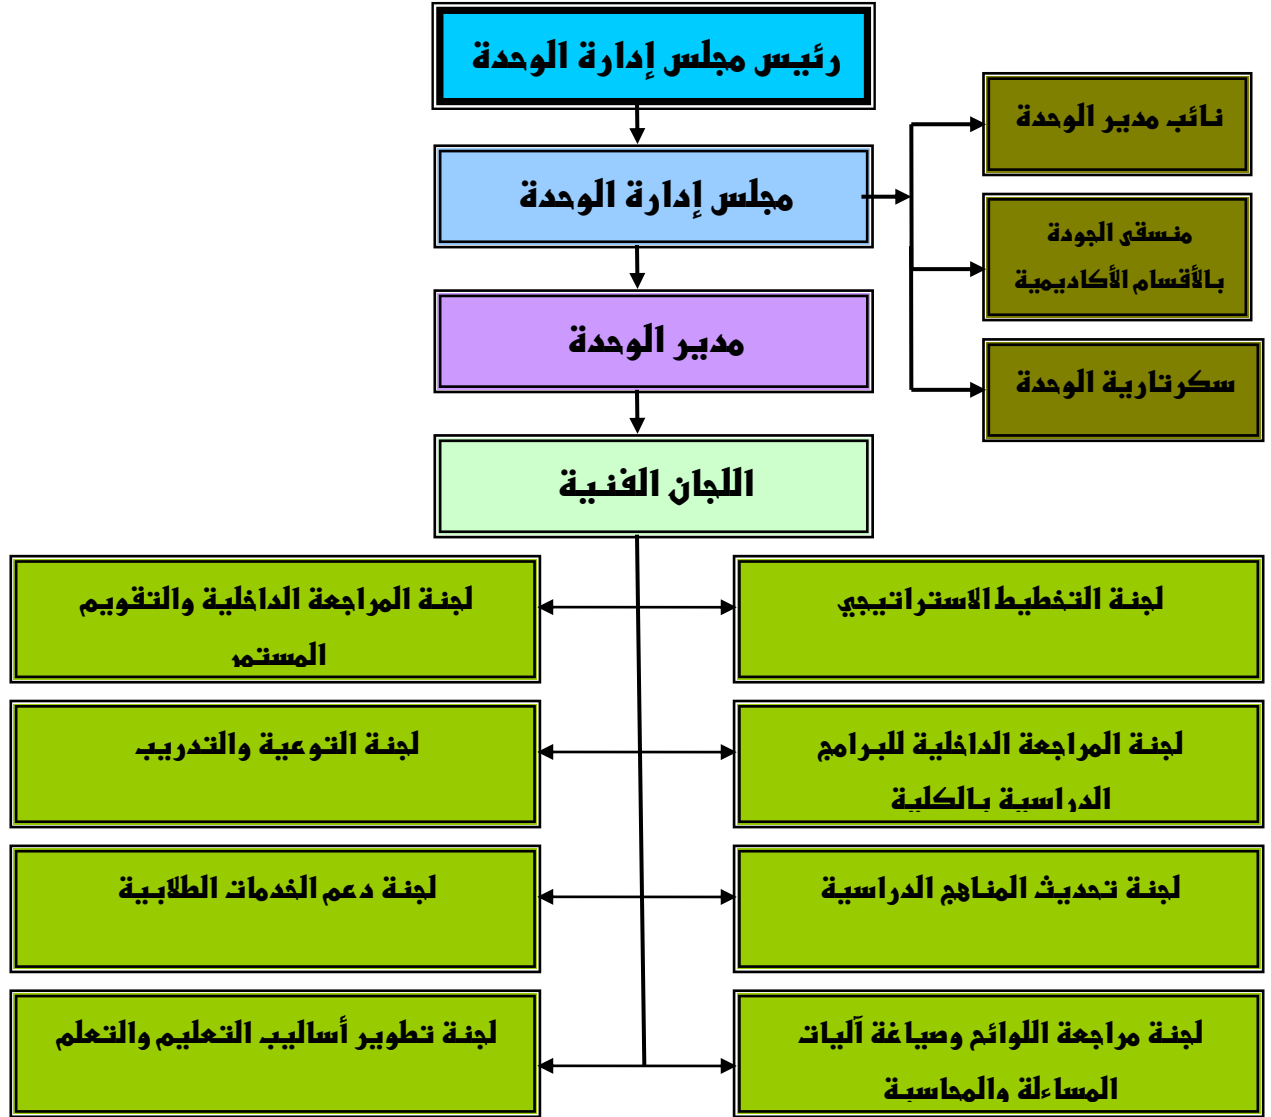 رئيس مجلس إدارة الوحدة
نائب مدير الوحدة
مجلس إدارة الوحدة
منسقى الجودة
بالأقسام الأكاديمية
مدير الوحدة
سكرتارية الوحدة
اللجان الفنية
لجنة التخطيط الاستراتيجي
لجنة المراجعة الداخلية والتقويم
المستمر
لجنة المراجعة الداخلية للبرامج
الدراسية بالكلية
لجنة التوعية والتدريب
لجنة تحديث المناهج الدراسية
لجنة دعم الخدمات الطلابية
لجنة مراجعة اللوائح وصياغة آليات
المساءلة والمحاسبة
لجنة تطوير أساليب التعليم والتعلم